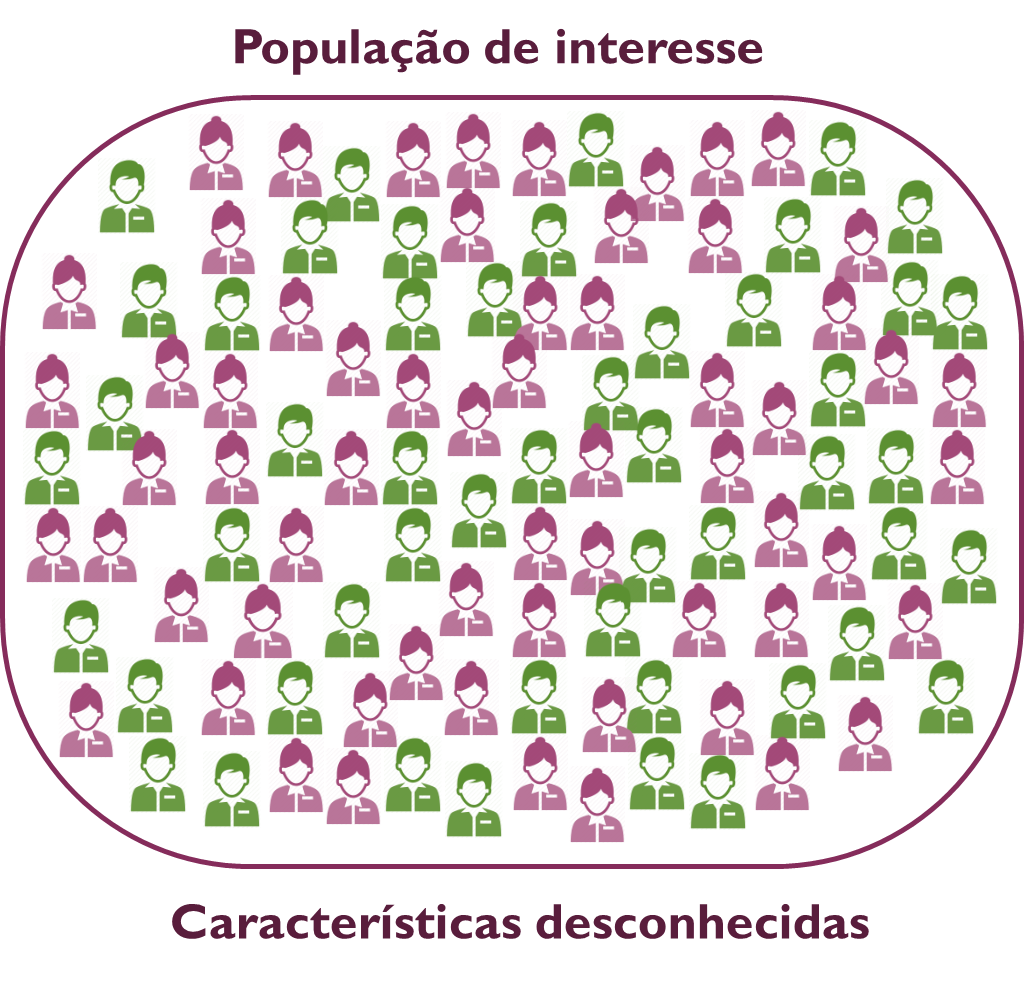 População de interesse
Características desconhecidas